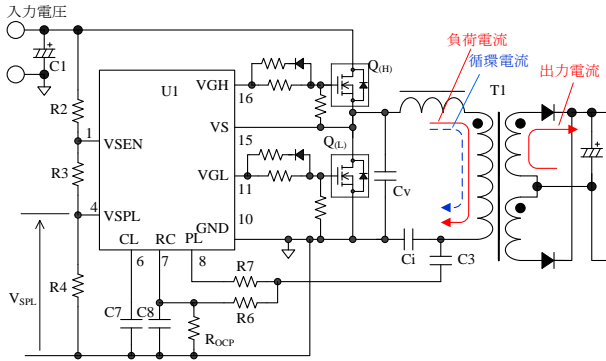 入力電圧
C1
R2
U1
VGH
16
Q(H)
負荷電流
循環電流
出力電流
T1
1
VSEN
VS
15
Q(L)
R3
VGL
11
4
VSPL
Cv
GND
10
CL
RC
PL
6
7
8
Ci
C3
R7
R6
VSPL
R4
C7
C8
ROCP